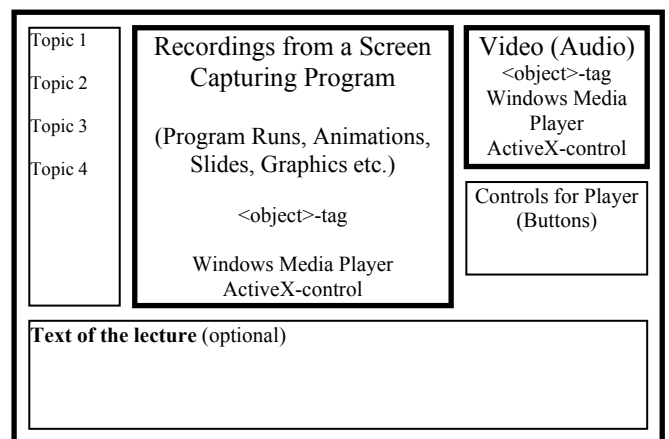 Topic 1
Topic 2
Topic 3
Topic 4
Recordings from a Screen
Capturing Program
(Program Runs, Animations,
Slides, Graphics etc.)
<object>-tag
Windows Media Player
ActiveX-control
Video (Audio)
<object>-tag
Windows Media
Player
ActiveX-control
Controls for Player
(Buttons)
Text of the lecture (optional)